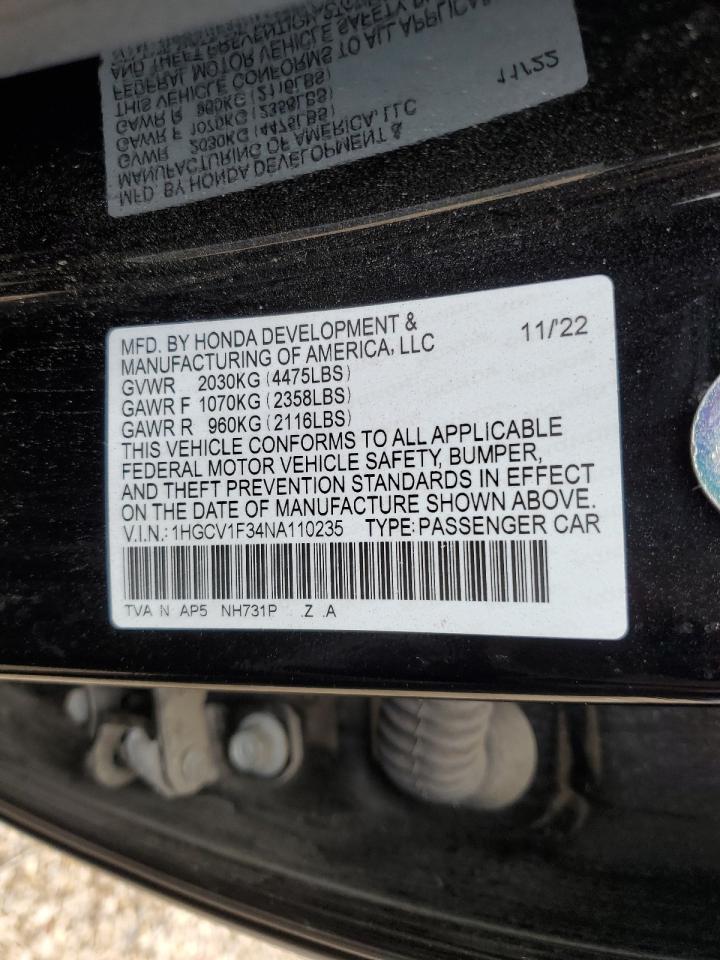 MFD. BY HONDA DEVELOPMENT &
MANUFACTURING OF AMERICA, LLC 11/'22
GVWR 2030KG (4475LBS)
GAWR F 1070KG (2358LBS)
GAWR R 960KG (2116LBS)
THIS VEHICLE CONFORMS TO ALL APPLICABLE
FEDERAL MOTOR VEHICLE SAFETY, BUMPER,
AND THEFT PREVENTION STANDARDS IN EFFECT
ON THE DATE OF MANUFACTURE SHOWN ABOVE.
V.I.N.: 1HGCV1F34NA110235 TYPE: PASSENGER CAR
TVA N AP5 NH731P .Z .A